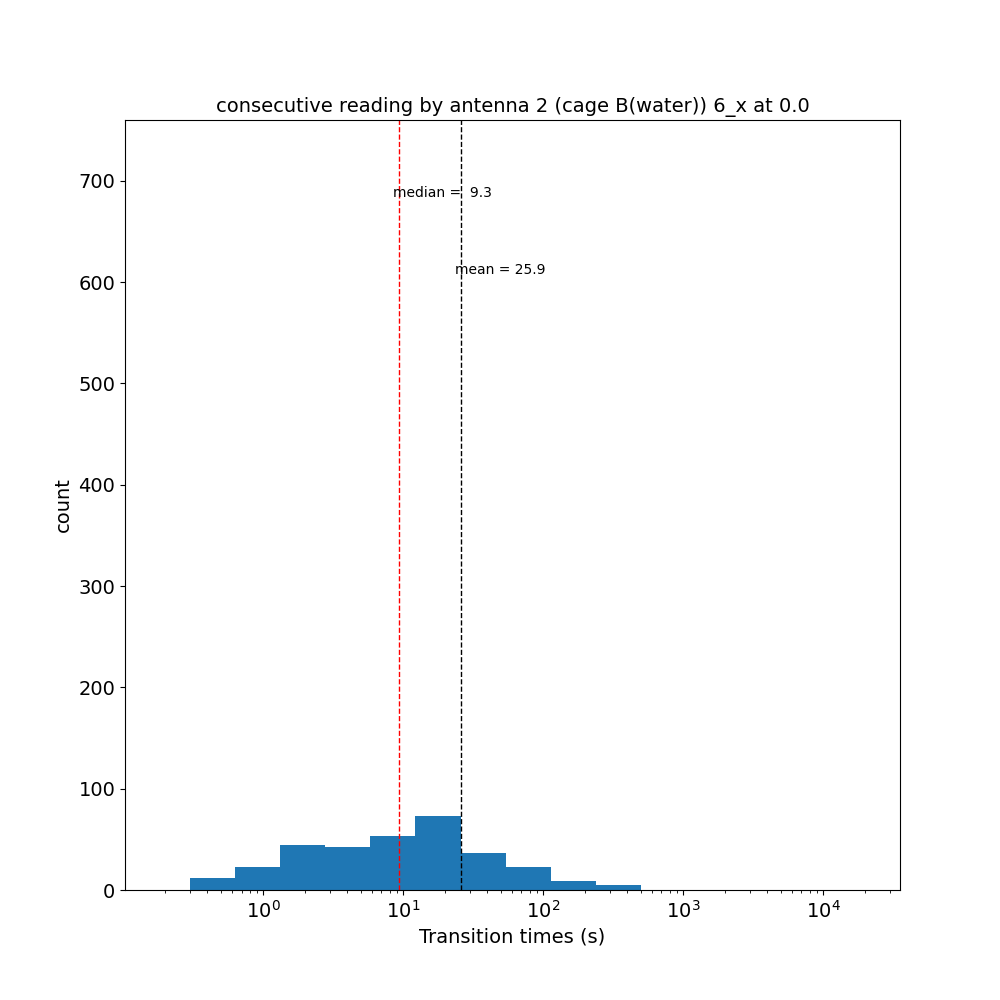 consecutive reading by antenna 2 (cage B(water)) 6_x at 0.0
700
median =  9.3
mean = 25.9
600
500
400
300
200
100
0
count
10⁰ 10¹ 10² 10³ 10⁴
Transition times (s)